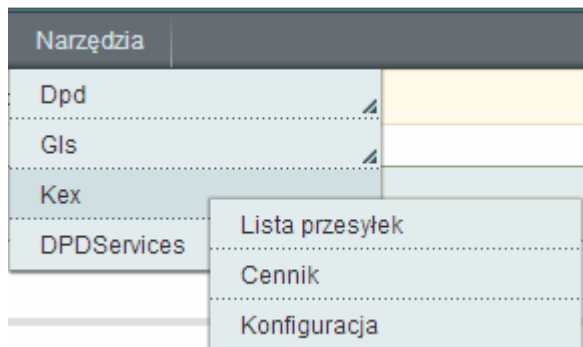 Narzędzia
Dpd
Gls
Kex
DPDServices
Lista przesyłek
Cennik
Konfiguracja